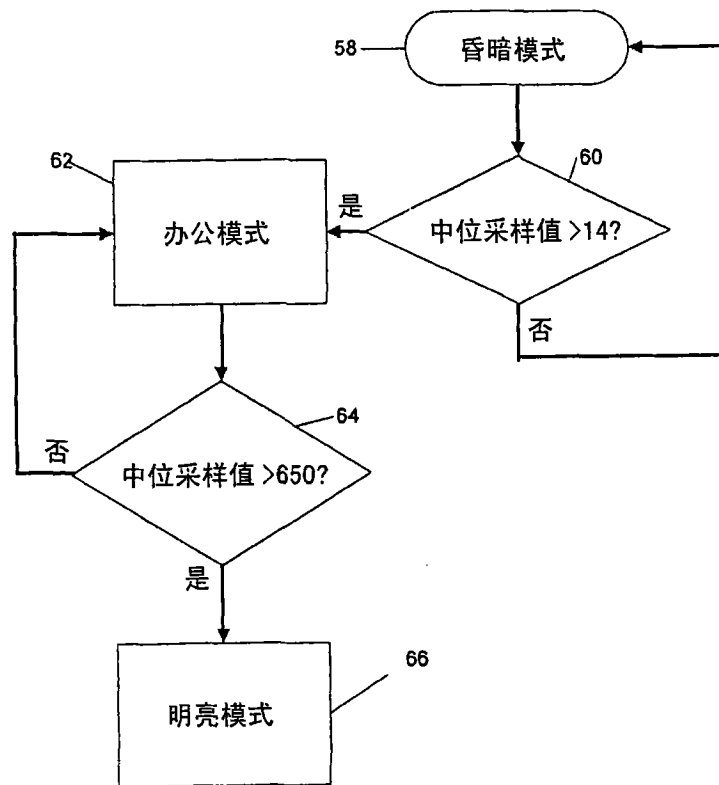 58
昏暗模式
60
中位采样值>14?
是
否
62
办公模式
64
中位采样值>650?
否
是
66
明亮模式